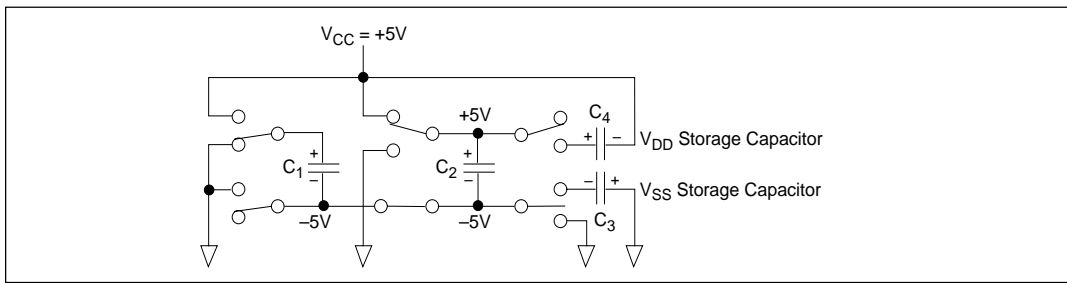 V_CC = +5V
+5V
C_4
+ –
V_DD Storage Capacitor
+
C_1
–
+
C_2
–
– +
V_SS Storage Capacitor
–5V
–5V
C_3